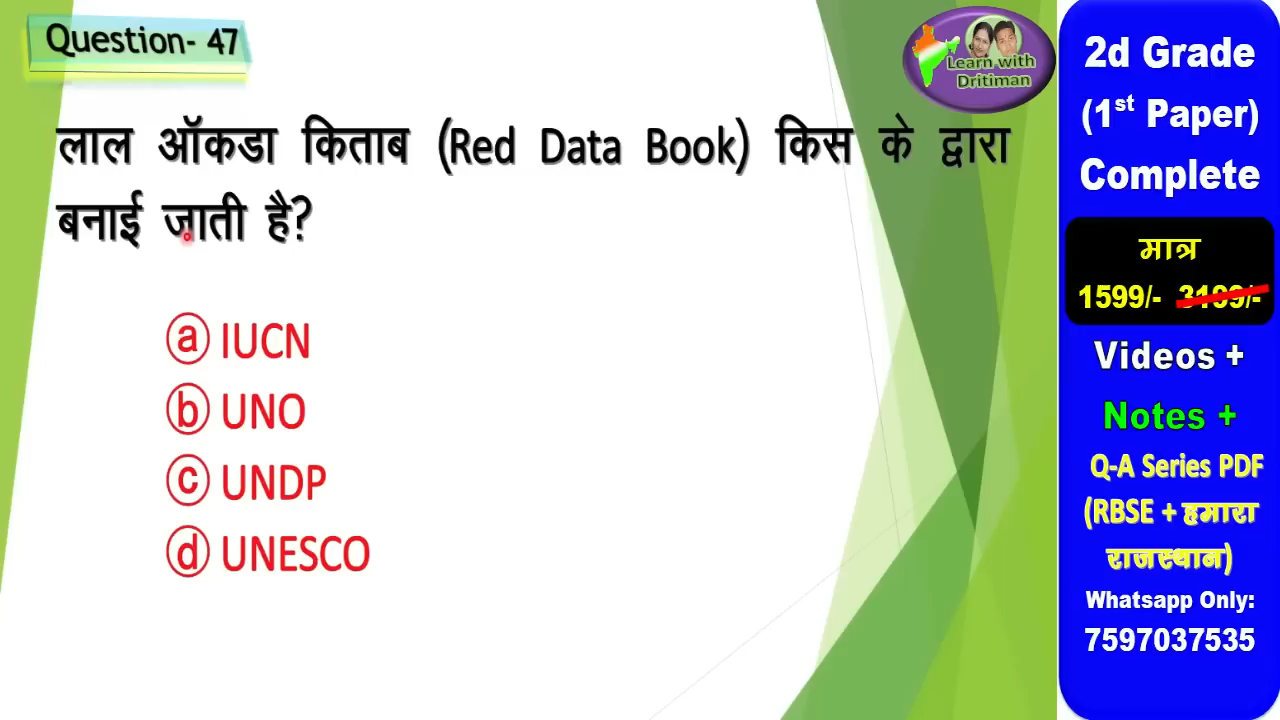 Question- 47
Learn with
Dritiman
लाल ऑकडा किताब (Red Data Book) किस के द्वारा
बनाई जाती है?
ⓐ IUCN
ⓑ UNO
ⓒ UNDP
ⓓ UNESCO
2d Grade
(1st Paper)
Complete
मात्र
1599/- 3199/-
Videos +
Notes +
Q-A Series PDF
(RBSE + हमारा
राजस्थान)
Whatsapp Only:
7597037535